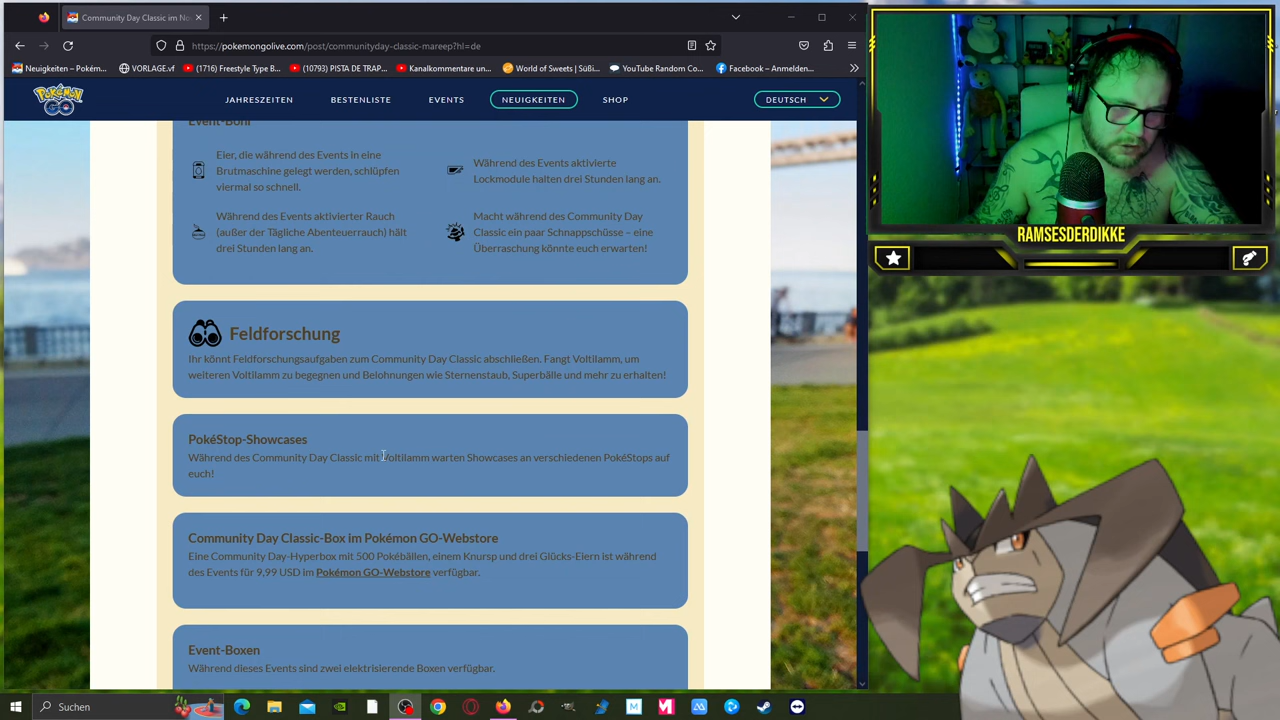 Community Day Classic im No
https://pokemongolive.com/post/communityday-classic-mareep?hl=de
Neuigkeiten – Pokém...
VORLAGE.vf
(1716) Freestyle Type B...
(10793) PISTA DE TRAP...
Kanalkommentare un...
World of Sweets | Süßi...
YouTube Random Co...
Facebook – Anmelden...
POKÉMON GO
JAHRESZEITEN
BESTENLISTE
EVENTS
NEUIGKEITEN
SHOP
DEUTSCH
Event-Boni
Eier, die während des Events in eine
Brutmaschine gelegt werden, schlüpfen
viermal so schnell.
Während des Events aktivierte
Lockmodule halten drei Stunden lang an.
Während des Events aktivierter Rauch
(außer der Tägliche Abenteuerrauch) hält
drei Stunden lang an.
Macht während des Community Day
Classic ein paar Schnappschüsse – eine
Überraschung könnte euch erwarten!
Feldforschung
Ihr könnt Feldforschungsaufgaben zum Community Day Classic abschließen. Fangt Voltilamm, um
weiteren Voltilamm zu begegnen und Belohnungen wie Sternenstaub, Superbälle und mehr zu erhalten!
PokéStop-Showcases
Während des Community Day Classic mit Voltilamm warten Showcases an verschiedenen PokéStops auf
euch!
Community Day Classic-Box im Pokémon GO-Webstore
Eine Community Day-Hyperbox mit 500 Pokébällen, einem Knursp und drei Glücks-Eiern ist während
des Events für 9,99 USD im Pokémon GO-Webstore verfügbar.
Event-Boxen
Während dieses Events sind zwei elektrisierende Boxen verfügbar.
Suchen
RAMSESDERDIKKE